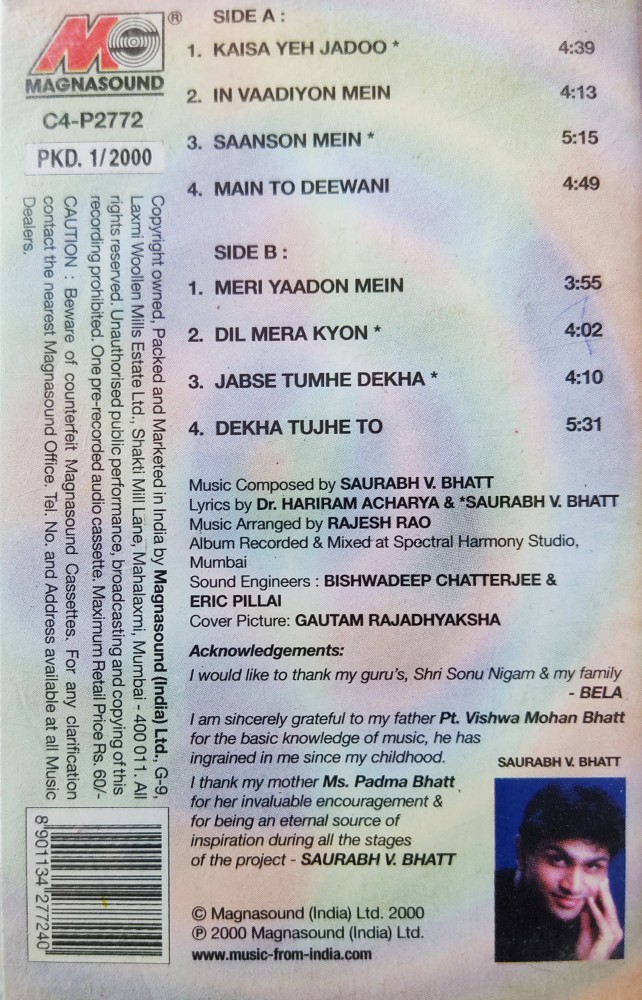 MAGNASOUND
®
C4-P2772
PKD. 1/2000
SIDE A :
1. KAISA YEH JADOO * 4:39
2. IN VAADIYON MEIN 4:13
3. SAANSON MEIN * 5:15
4. MAIN TO DEEWANI 4:49
SIDE B :
1. MERI YAADON MEIN 3:55
2. DIL MERA KYON * 4:02
3. JABSE TUMHE DEKHA * 4:10
4. DEKHA TUJHE TO 5:31
Music Composed by SAURABH V. BHATT
Lyrics by Dr. HARIRAM ACHARYA & *SAURABH V. BHATT
Music Arranged by RAJESH RAO
Album Recorded & Mixed at Spectral Harmony Studio,
Mumbai
Sound Engineers : BISHWADEEP CHATTERJEE &
ERIC PILLAI
Cover Picture: GAUTAM RAJADHYAKSHA
Acknowledgements:
I would like to thank my guru's, Shri Sonu Nigam & my family
- BELA
I am sincerely grateful to my father Pt. Vishwa Mohan Bhatt
for the basic knowledge of music, he has
ingrained in me since my childhood.
I thank my mother Ms. Padma Bhatt
for her invaluable encouragement &
for being an eternal source of
inspiration during all the stages
of the project - SAURABH V. BHATT
SAURABH V. BHATT
© Magnasound (India) Ltd. 2000
℗ 2000 Magnasound (India) Ltd.
www.music-from-india.com
Copyright owned, Packed and Marketed in India by Magnasound (India) Ltd., G-9,
Laxmi Woollen Mills Estate Ltd., Shakti Mill Lane, Mahalaxmi, Mumbai - 400 011. All
rights reserved. Unauthorised public performance, broadcasting and copying of this
recording prohibited. One pre-recorded audio cassette. Maximum Retail Price Rs. 60/-
CAUTION : Beware of counterfeit Magnasound Cassettes. For any clarification
contact the nearest Magnasound Office. Tel. No. and Address available at all Music
Dealers.
8 901134 277240